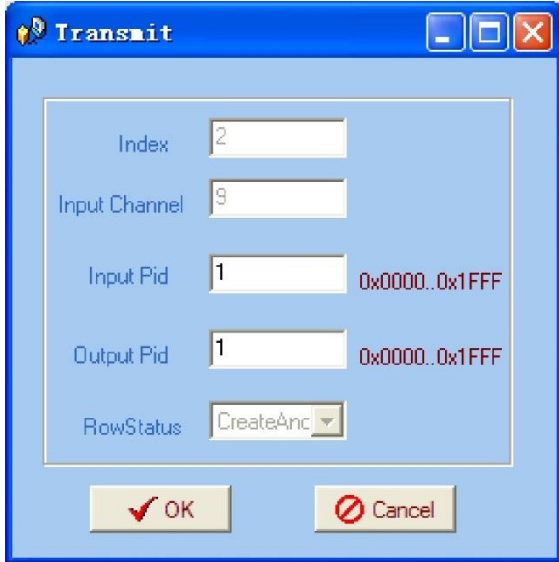 Transmit
Index 2
Input Channel 9
Input Pid 1 0x0000..0x1FFF
Output Pid 1 0x0000..0x1FFF
RowStatus CreateAnc
OK Cancel